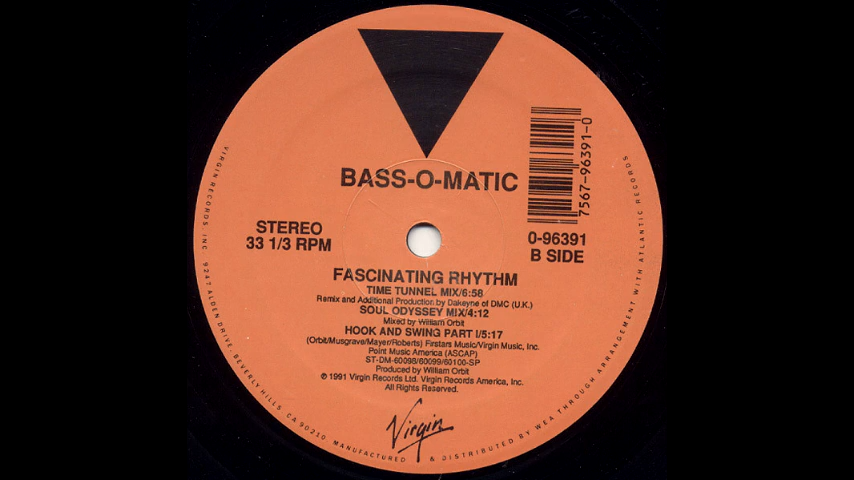 BASS-O-MATIC
7567-96391-0
STEREO
33 1/3 RPM
0-96391
B SIDE
FASCINATING RHYTHM
TIME TUNNEL MIX/6:58
Remix and Additional Production by Dakeyne of DMC (U.K.)
SOUL ODYSSEY MIX/4:12
Mixed by William Orbit
HOOK AND SWING PART I/5:17
(Orbit/Musgrave/Mayer/Roberts) Firstars Music/Virgin Music, Inc.
Point Music America (ASCAP)
ST-DM-60098/60099/60100-SP
Produced by William Orbit
℗ 1991 Virgin Records Ltd. Virgin Records America, Inc.
All Rights Reserved.
Virgin
VIRGIN RECORDS, INC. 9247 ALDEN DRIVE, BEVERLY HILLS, CA 90210 MANUFACTURED & DISTRIBUTED BY WEA THROUGH ARRANGEMENT WITH ATLANTIC RECORDS